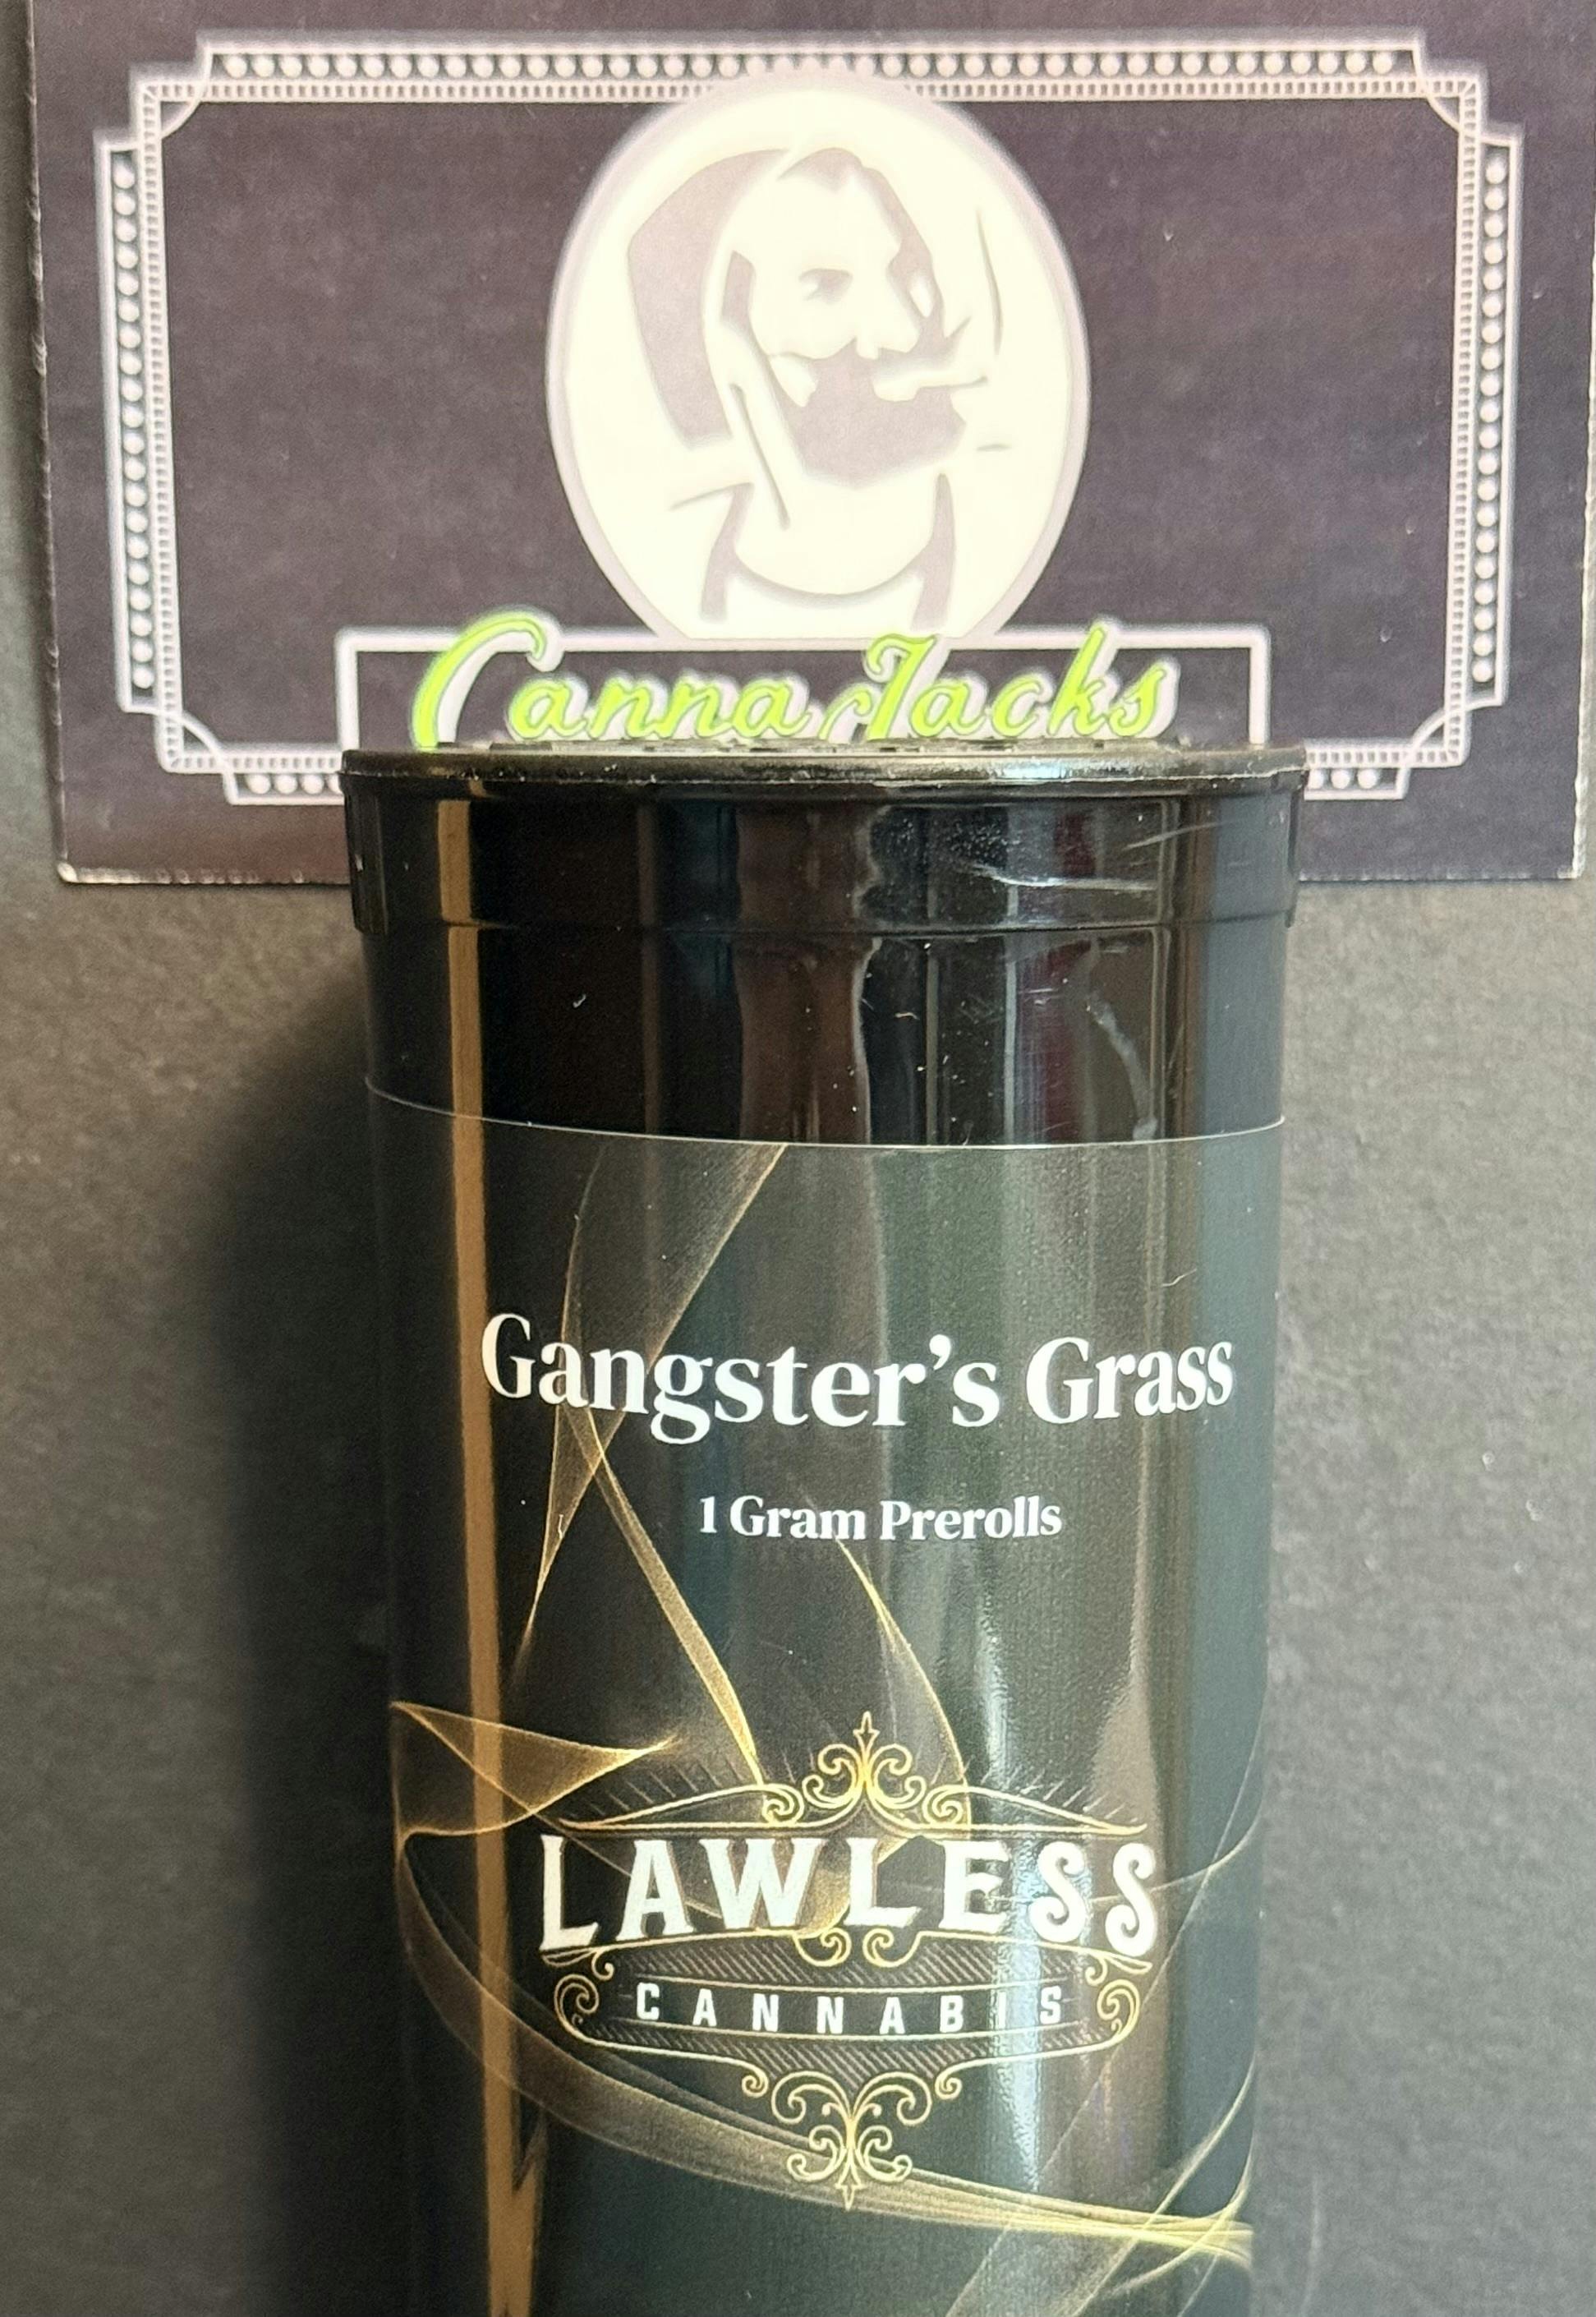 Canna Jacks
Gangster's Grass
1 Gram Prerolls
LAWLESS
CANNABIS